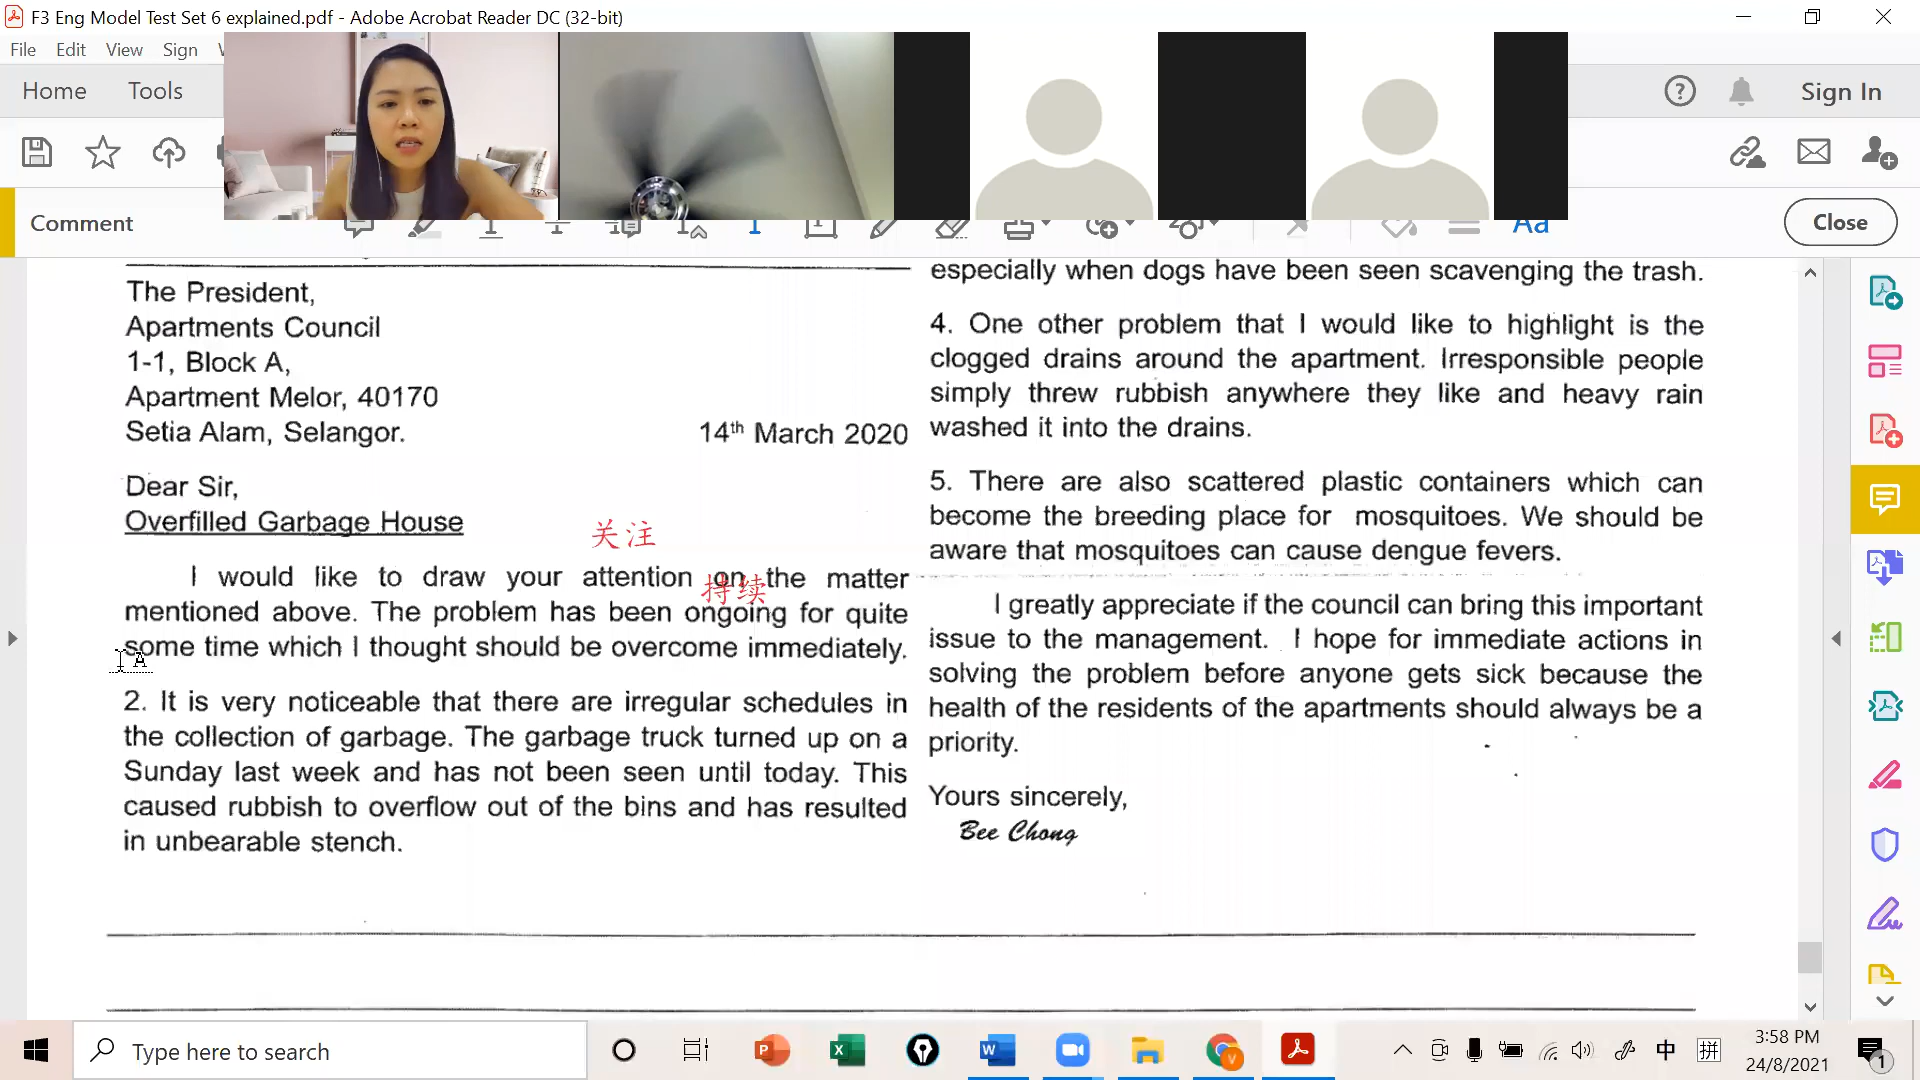 F3 Eng Model Test Set 6 explained.pdf - Adobe Acrobat Reader DC (32-bit)
File Edit View Sign
Home Tools
Sign In
Comment
Close
The President,
Apartments Council
1-1, Block A,
Apartment Melor, 40170
Setia Alam, Selangor.
14th March 2020
Dear Sir,
Overfilled Garbage House
关注
I would like to draw your attention on the matter
持续
mentioned above. The problem has been ongoing for quite
some time which I thought should be overcome immediately.
2. It is very noticeable that there are irregular schedules in
the collection of garbage. The garbage truck turned up on a
Sunday last week and has not been seen until today. This
caused rubbish to overflow out of the bins and has resulted
in unbearable stench.
especially when dogs have been seen scavenging the trash.
4. One other problem that I would like to highlight is the
clogged drains around the apartment. Irresponsible people
simply threw rubbish anywhere they like and heavy rain
washed it into the drains.
5. There are also scattered plastic containers which can
become the breeding place for mosquitoes. We should be
aware that mosquitoes can cause dengue fevers.
I greatly appreciate if the council can bring this important
issue to the management. I hope for immediate actions in
solving the problem before anyone gets sick because the
health of the residents of the apartments should always be a
priority.
Yours sincerely,
Bee Chong
Type here to search
中
拼
3:58 PM
24/8/2021
1